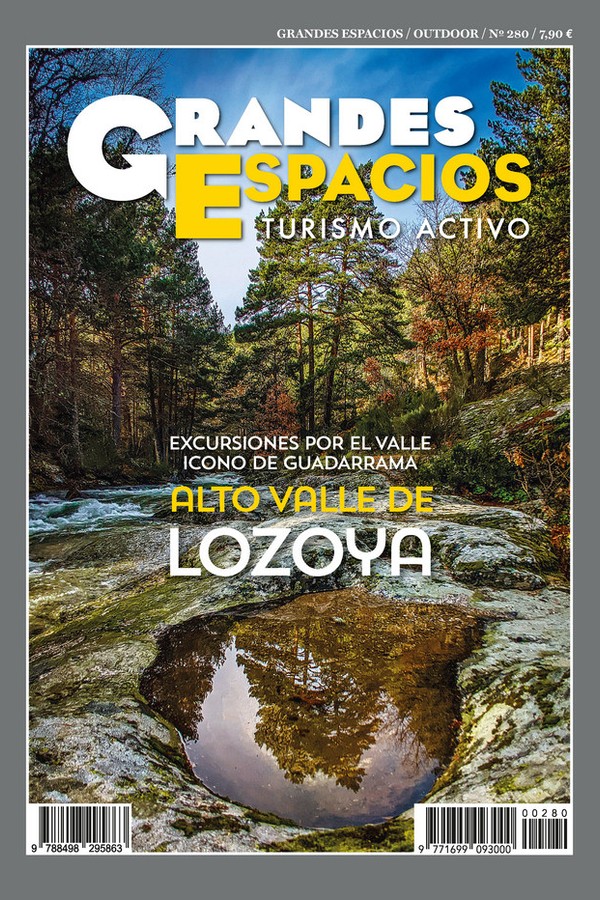 GRANDES ESPACIOS / OUTDOOR / Nº 280 / 7,90 €
GRANDES
ESPACIOS
TURISMO ACTIVO
EXCURSIONES POR EL VALLE
ICONO DE GUADARRAMA
ALTO VALLE DE
LOZOYA
00280
9 788498 295863
9 771699 093000